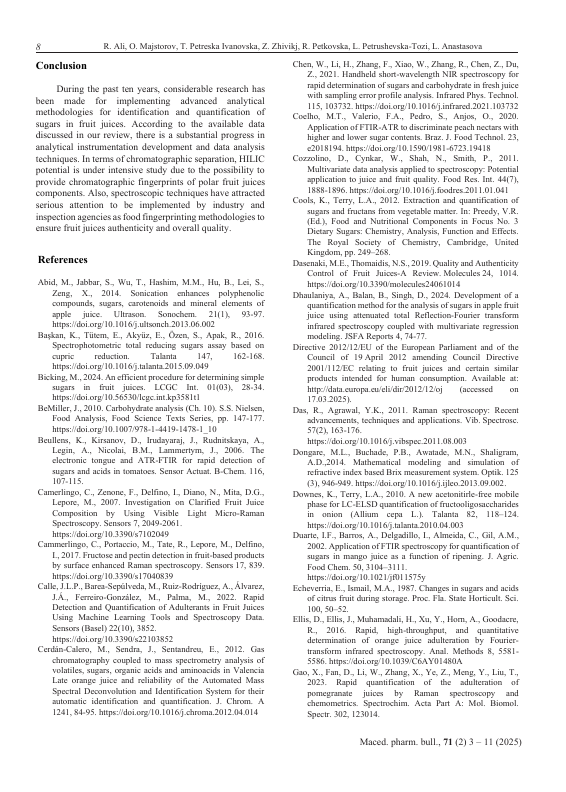 8 R. Ali, O. Majstorov, T. Petreska Ivanovska, Z. Zhivikj, R. Petkovska, L. Petrushevska-Tozi, L. Anastasova
Conclusion
During the past ten years, considerable research has
been made for implementing advanced analytical
methodologies for identification and quantification of
sugars in fruit juices. According to the available data
discussed in our review, there is a substantial progress in
analytical instrumentation development and data analysis
techniques. In terms of chromatographic separation, HILIC
potential is under intensive study due to the possibility to
provide chromatographic fingerprints of polar fruit juices
components. Also, spectroscopic techniques have attracted
serious attention to be implemented by industry and
inspection agencies as food fingerprinting methodologies to
ensure fruit juices authenticity and overall quality.
References
Abid, M., Jabbar, S., Wu, T., Hashim, M.M., Hu, B., Lei, S.,
Zeng, X., 2014. Sonication enhances polyphenolic
compounds, sugars, carotenoids and mineral elements of
apple juice. Ultrason. Sonochem. 21(1), 93-97.
https://doi.org/10.1016/j.ultsonch.2013.06.002
Başkan, K., Tütem, E., Akyüz, E., Özen, S., Apak, R., 2016.
Spectrophotometric total reducing sugars assay based on
cupric reduction. Talanta 147, 162-168.
https://doi.org/10.1016/j.talanta.2015.09.049
Bicking, M., 2024. An efficient procedure for determining simple
sugars in fruit juices. LCGC Int. 01(03), 28-34.
https://doi.org/10.56530/lcgc.int.kp3581t1
BeMiller, J., 2010. Carbohydrate analysis (Ch. 10). S.S. Nielsen,
Food Analysis, Food Science Texts Series, pp. 147-177.
https://doi.org/10.1007/978-1-4419-1478-1_10
Beullens, K., Kirsanov, D., Irudayaraj, J., Rudnitskaya, A.,
Legin, A., Nicolai, B.M., Lammertym, J., 2006. The
electronic tongue and ATR-FTIR for rapid detection of
sugars and acids in tomatoes. Sensor Actuat. B-Chem. 116,
107-115.
Camerlingo, C., Zenone, F., Delfino, I., Diano, N., Mita, D.G.,
Lepore, M., 2007. Investigation on Clarified Fruit Juice
Composition by Using Visible Light Micro-Raman
Spectroscopy. Sensors 7, 2049-2061.
https://doi.org/10.3390/s7102049
Cammerlingo, C., Portaccio, M., Tate, R., Lepore, M., Delfino,
I., 2017. Fructose and pectin detection in fruit-based products
by surface enhanced Raman spectroscopy. Sensors 17, 839.
https://doi.org/10.3390/s17040839
Calle, J.L.P., Barea-Sepúlveda, M., Ruiz-Rodríguez, A., Álvarez,
J.Á., Ferreiro-González, M., Palma, M., 2022. Rapid
Detection and Quantification of Adulterants in Fruit Juices
Using Machine Learning Tools and Spectroscopy Data.
Sensors (Basel) 22(10), 3852.
https://doi.org/10.3390/s22103852
Cerdán-Calero, M., Sendra, J., Sentandreu, E., 2012. Gas
chromatography coupled to mass spectrometry analysis of
volatiles, sugars, organic acids and aminoacids in Valencia
Late orange juice and reliability of the Automated Mass
Spectral Deconvolution and Identification System for their
automatic identification and quantification. J. Chrom. A
1241, 84-95. https://doi.org/10.1016/j.chroma.2012.04.014
Chen, W., Li, H., Zhang, F., Xiao, W., Zhang, R., Chen, Z., Du,
Z., 2021. Handheld short-wavelength NIR spectroscopy for
rapid determination of sugars and carbohydrate in fresh juice
with sampling error profile analysis. Infrared Phys. Technol.
115, 103732. https://doi.org/10.1016/j.infrared.2021.103732
Coelho, M.T., Valerio, F.A., Pedro, S., Anjos, O., 2020.
Application of FTIR-ATR to discriminate peach nectars with
higher and lower sugar contents. Braz. J. Food Technol. 23,
e2018194. https://doi.org/10.1590/1981-6723.19418
Cozzolino, D., Cynkar, W., Shah, N., Smith, P., 2011.
Multivariate data analysis applied to spectroscopy: Potential
application to juice and fruit quality. Food Res. Int. 44(7),
1888-1896. https://doi.org/10.1016/j.foodres.2011.01.041
Cools, K., Terry, L.A., 2012. Extraction and quantification of
sugars and fructans from vegetable matter. In: Preedy, V.R.
(Ed.), Food and Nutritional Components in Focus No. 3
Dietary Sugars: Chemistry, Analysis, Function and Effects.
The Royal Society of Chemistry, Cambridge, United
Kingdom, pp. 249–268.
Dasenaki, M.E., Thomaidis, N.S., 2019. Quality and Authenticity
Control of Fruit Juices-A Review. Molecules 24, 1014.
https://doi.org/10.3390/molecules24061014
Dhaulaniya, A., Balan, B., Singh, D., 2024. Development of a
quantification method for the analysis of sugars in apple fruit
juice using attenuated total Reflection-Fourier transform
infrared spectroscopy coupled with multivariate regression
modeling. JSFA Reports 4, 74-77.
Directive 2012/12/EU of the European Parliament and of the
Council of 19 April 2012 amending Council Directive
2001/112/EC relating to fruit juices and certain similar
products intended for human consumption. Available at:
http://data.europa.eu/eli/dir/2012/12/oj (accessed on
17.03.2025).
Das, R., Agrawal, Y.K., 2011. Raman spectroscopy: Recent
advancements, techniques and applications. Vib. Spectrosc.
57(2), 163-176.
https://doi.org/10.1016/j.vibspec.2011.08.003
Dongare, M.L., Buchade, P.B., Awatade, M.N., Shaligram,
A.D.,2014. Mathematical modeling and simulation of
refractive index based Brix measurement system. Optik. 125
(3), 946-949. https://doi.org/10.1016/j.ijleo.2013.09.002.
Downes, K., Terry, L.A., 2010. A new acetonitirle-free mobile
phase for LC-ELSD quantification of fructooligosaccharides
in onion (Allium cepa L.). Talanta 82, 118–124.
https://doi.org/10.1016/j.talanta.2010.04.003
Duarte, I.F., Barros, A., Delgadillo, I., Almeida, C., Gil, A.M.,
2002. Application of FTIR spectroscopy for quantification of
sugars in mango juice as a function of ripening. J. Agric.
Food Chem. 50, 3104–3111.
https://doi.org/10.1021/jf011575y
Echeverria, E., Ismail, M.A., 1987. Changes in sugars and acids
of citrus fruit during storage. Proc. Fla. State Horticult. Sci.
100, 50–52.
Ellis, D., Ellis, J., Muhamadali, H., Xu, Y., Horn, A., Goodacre,
R., 2016. Rapid, high-throughput, and quantitative
determination of orange juice adulteration by Fourier-
transform infrared spectroscopy. Anal. Methods 8, 5581-
5586. https://doi.org/10.1039/C6AY01480A
Gao, X., Fan, D., Li, W., Zhang, X., Ye, Z., Meng, Y., Liu, T.,
2023. Rapid quantification of the adulteration of
pomegranate juices by Raman spectroscopy and
chemometrics. Spectrochim. Acta Part A: Mol. Biomol.
Spectr. 302, 123014.
Maced. pharm. bull., 71 (2) 3 – 11 (2025)